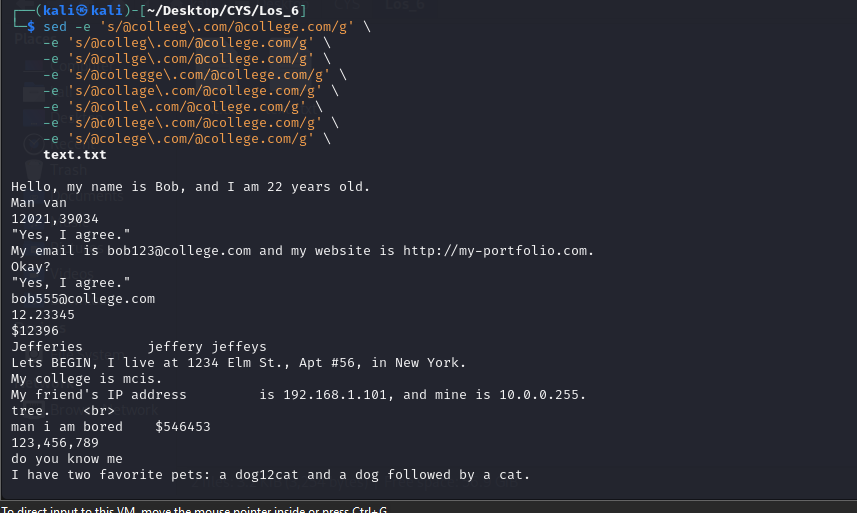 ┌──(kali㉿kali)-[~/Desktop/CYS/Los_6]
└─$ sed -e 's/@colleeg\.com/@college.com/g' \
-e 's/@colleg\.com/@college.com/g' \
-e 's/@collge\.com/@college.com/g' \
-e 's/@collegge\.com/@college.com/g' \
-e 's/@collage\.com/@college.com/g' \
-e 's/@colle\.com/@college.com/g' \
-e 's/@c0llege\.com/@college.com/g' \
-e 's/@colege\.com/@college.com/g' \
text.txt
Hello, my name is Bob, and I am 22 years old.
Man van
12021,39034
"Yes, I agree."
My email is bob123@college.com and my website is http://my-portfolio.com.
Okay?
"Yes, I agree."
bob555@college.com
12.23345
$12396
Jefferies        jeffery jeffeys
Lets BEGIN, I live at 1234 Elm St., Apt #56, in New York.
My college is mcis.
My friend's IP address         is 192.168.1.101, and mine is 10.0.0.255.
tree.    <br>
man i am bored    $546453
123,456,789
do you know me
I have two favorite pets: a dog12cat and a dog followed by a cat.
To direct input to this VM, move the mouse pointer inside or press Ctrl+G.